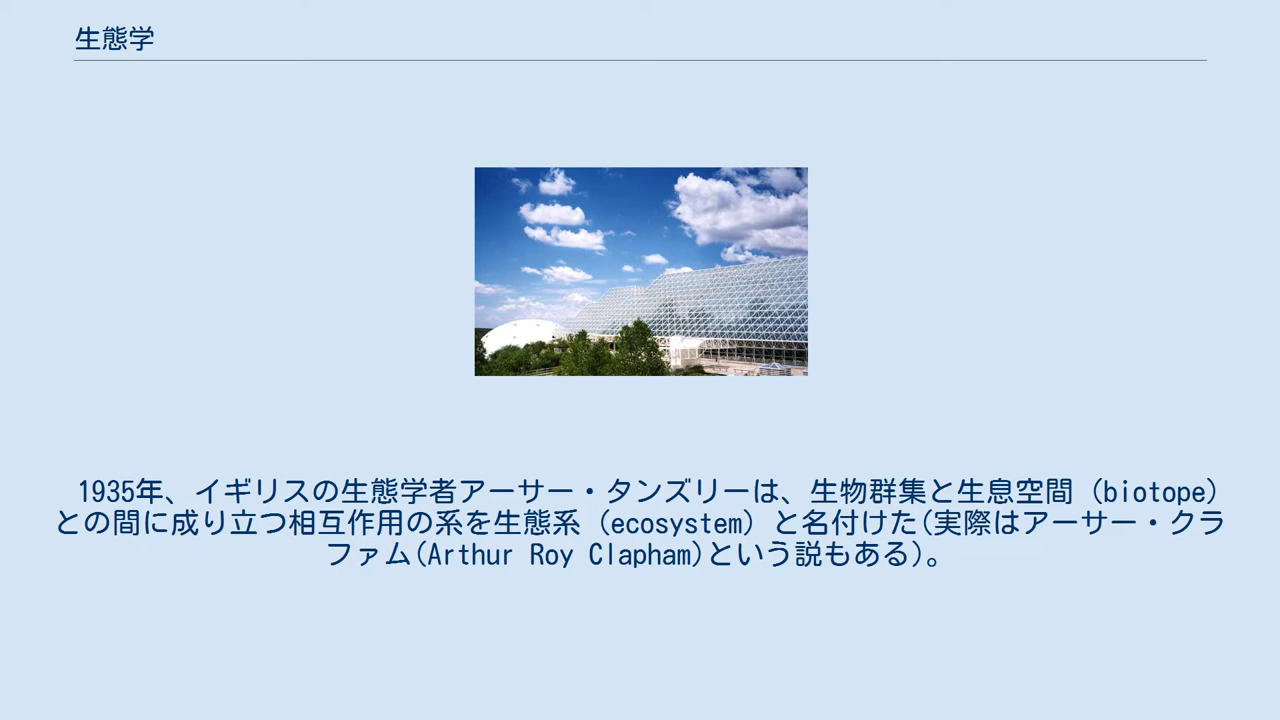 生態学
1935年、イギリスの生態学者アーサー・タンズリーは、生物群集と生息空間（biotope）
との間に成り立つ相互作用の系を生態系（ecosystem）と名付けた(実際はアーサー・クラ
ファム(Arthur Roy Clapham)という説もある)。